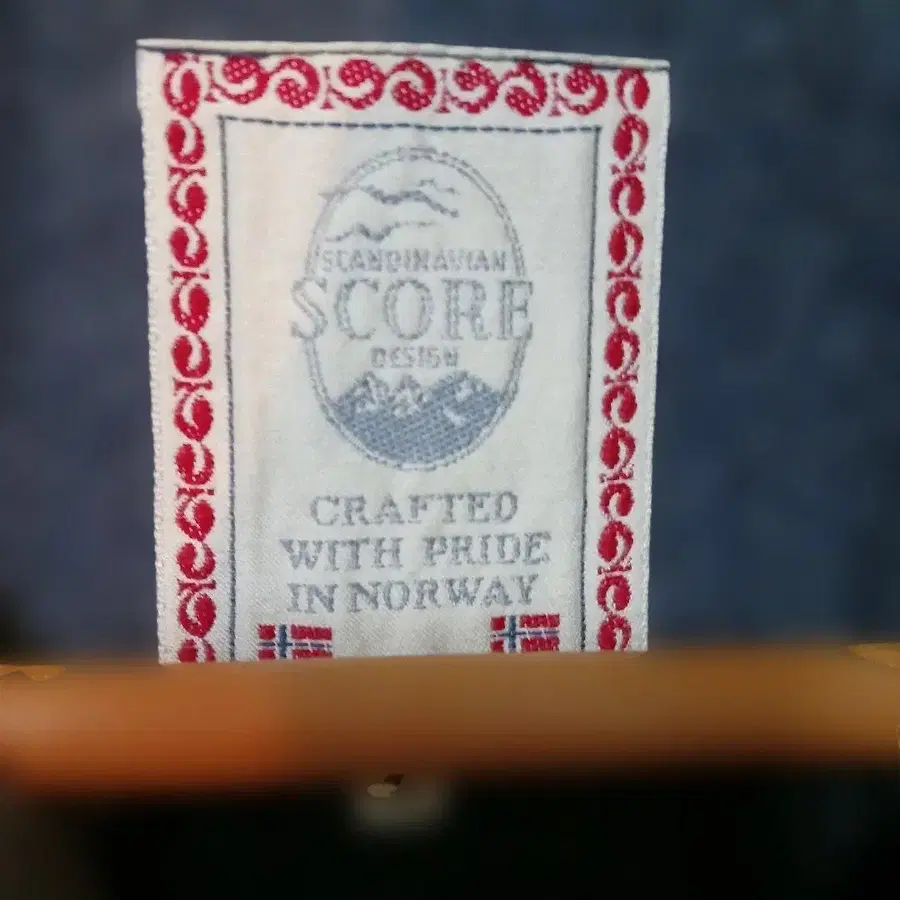 SCANDINAVIAN
SCORE
DESIGN
CRAFTED
WITH PRIDE
IN NORWAY